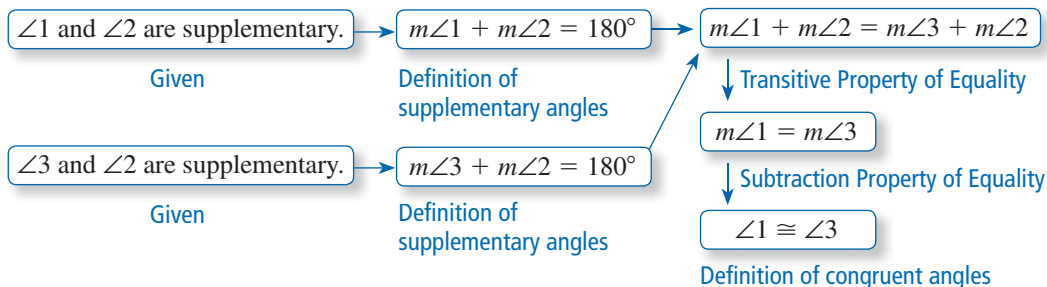 ∠1 and ∠2 are supplementary.
Given
m∠1 + m∠2 = 180°
Definition of
supplementary angles
∠3 and ∠2 are supplementary.
Given
m∠3 + m∠2 = 180°
Definition of
supplementary angles
m∠1 + m∠2 = m∠3 + m∠2
Transitive Property of Equality
m∠1 = m∠3
Subtraction Property of Equality
∠1 ≅ ∠3
Definition of congruent angles